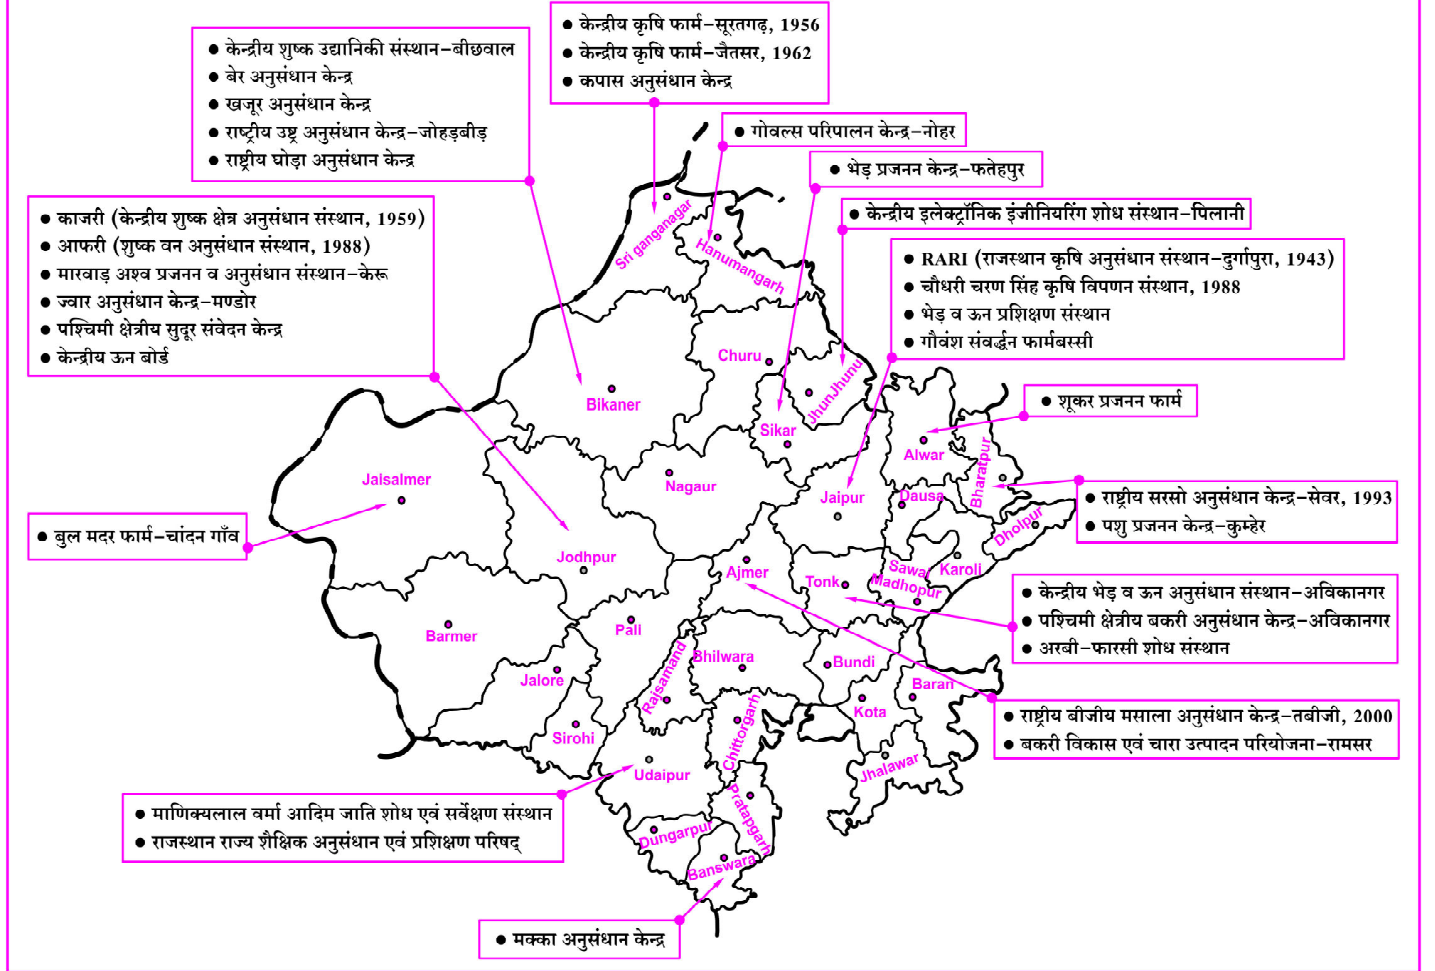 ● केन्द्रीय कृषि फार्म–सूरतगढ़, 1956
● केन्द्रीय कृषि फार्म–जैतसर, 1962
● कपास अनुसंधान केन्द्र
● केन्द्रीय शुष्क उद्यानिकी संस्थान–बीछवाल
● बेर अनुसंधान केन्द्र
● खजूर अनुसंधान केन्द्र
● राष्ट्रीय उष्ट्र अनुसंधान केन्द्र–जोहड़बीड़
● राष्ट्रीय घोड़ा अनुसंधान केन्द्र
● गोवत्स परिपालन केन्द्र–नोहर
● भेड़ प्रजनन केन्द्र–फतेहपुर
● केन्द्रीय इलेक्ट्रॉनिक इंजीनियरिंग शोध संस्थान–पिलानी
● काजरी (केन्द्रीय शुष्क क्षेत्र अनुसंधान संस्थान, 1959)
● आफरी (शुष्क वन अनुसंधान संस्थान, 1988)
● मारवाड़ अश्व प्रजनन व अनुसंधान संस्थान–केरू
● ज्वार अनुसंधान केन्द्र–मण्डोर
● पश्चिमी क्षेत्रीय सुदूर संवेदन केन्द्र
● केन्द्रीय ऊन बोर्ड
● RARI (राजस्थान कृषि अनुसंधान संस्थान–दुर्गापुरा, 1943)
● चौधरी चरण सिंह कृषि विपणन संस्थान, 1988
● भेड़ व ऊन प्रशिक्षण संस्थान
● गौवंश संवर्द्धन फार्मबस्सी
Sri ganganagar
Hanumangarh
Churu
JhunJhunu
Bikaner
Sikar
● शूकर प्रजनन फार्म
Alwar
Bharatpur
Jaisalmer
Nagaur
Jaipur
Dausa
Dholpur
● राष्ट्रीय सरसो अनुसंधान केन्द्र–सेवर, 1993
● पशु प्रजनन केन्द्र–कुम्हेर
● बुल मदर फार्म–चांदन गाँव
Jodhpur
Ajmer
Tonk
Sawai
Madhopur
Karoli
● केन्द्रीय भेड़ व ऊन अनुसंधान संस्थान–अविकानगर
● पश्चिमी क्षेत्रीय बकरी अनुसंधान केन्द्र–अविकानगर
● अरबी–फारसी शोध संस्थान
Barmer
Pali
Jalore
Rajsamand
Bhilwara
Bundi
Baran
Kota
Sirohi
Chittorgarh
Udaipur
Jhalawar
● राष्ट्रीय बीजीय मसाला अनुसंधान केन्द्र–तबीजी, 2000
● बकरी विकास एवं चारा उत्पादन परियोजना–रामसर
● माणिक्यलाल वर्मा आदिम जाति शोध एवं सर्वेक्षण संस्थान
● राजस्थान राज्य शैक्षिक अनुसंधान एवं प्रशिक्षण परिषद्
Pratapgarh
Dungarpur
Banswara
● मक्का अनुसंधान केन्द्र